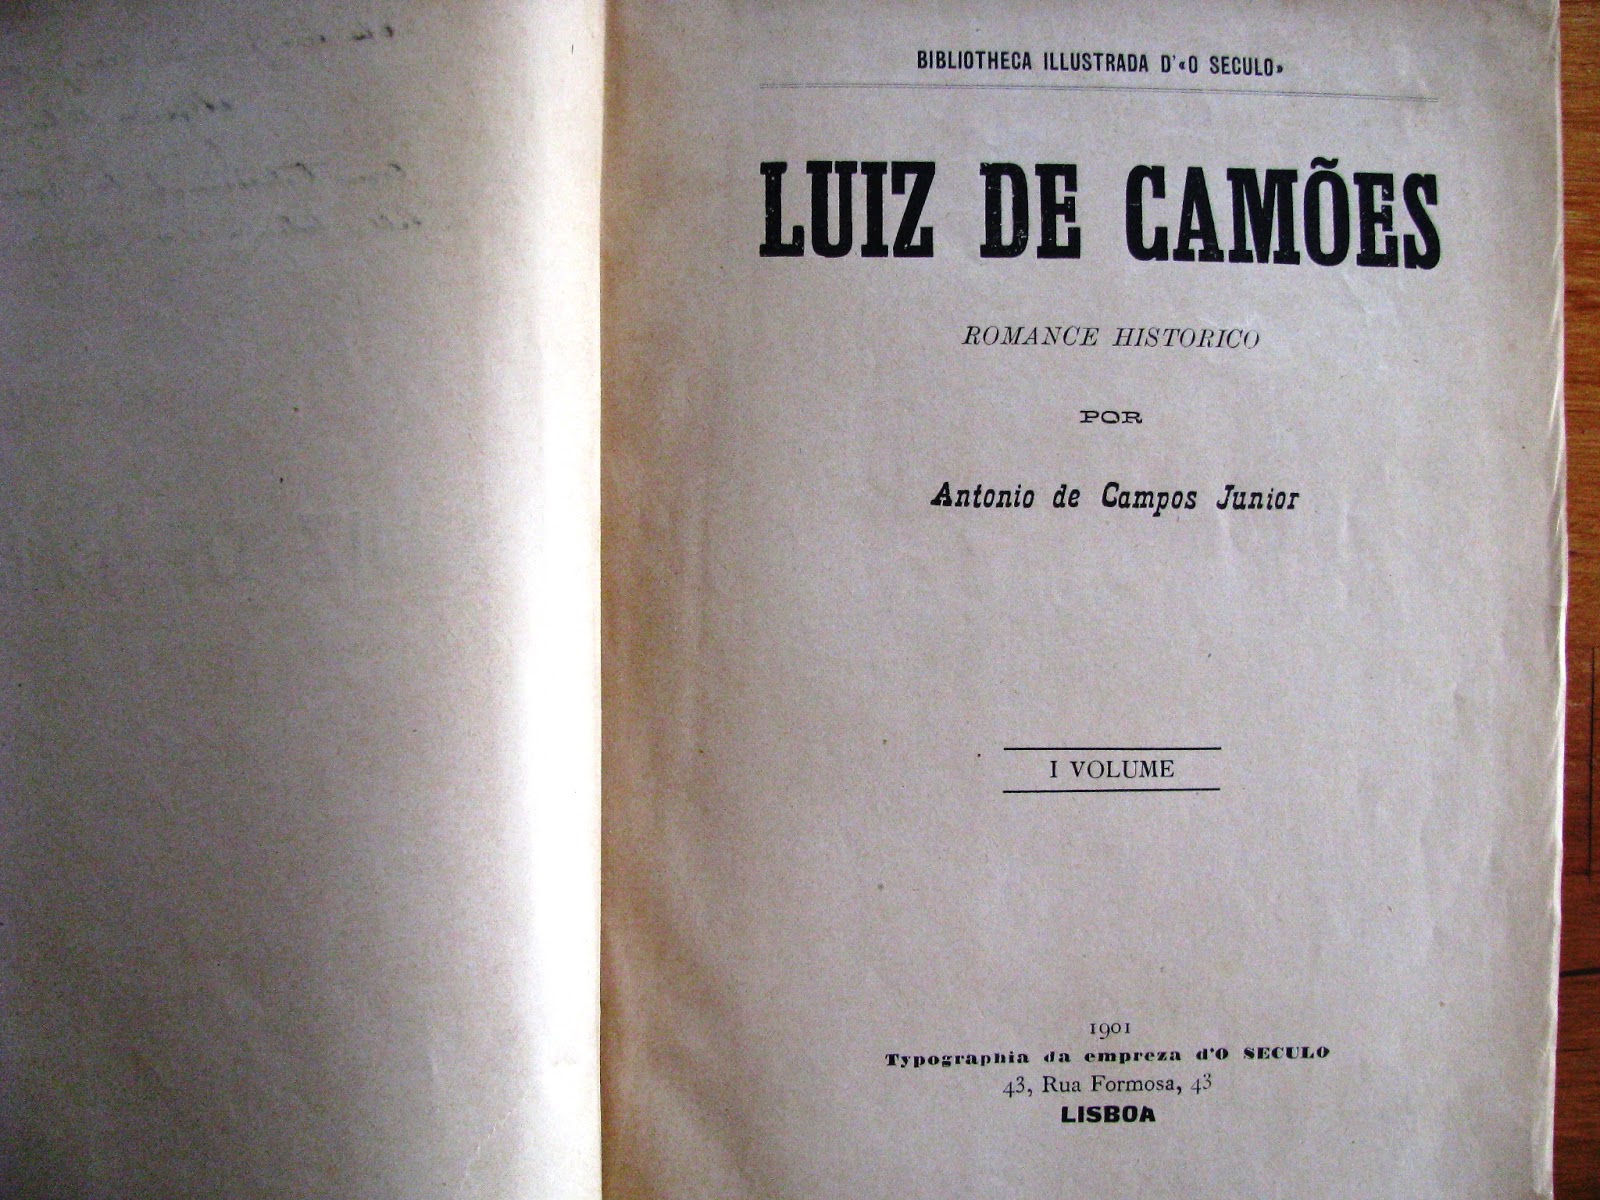 BIBLIOTHECA ILLUSTRADA D'«O SECULO»
LUIZ DE CAMÕES
ROMANCE HISTORICO
POR
Antonio de Campos Junior
I VOLUME
1901
Typographia da empreza d'O SECULO
43, Rua Formosa, 43
LISBOA